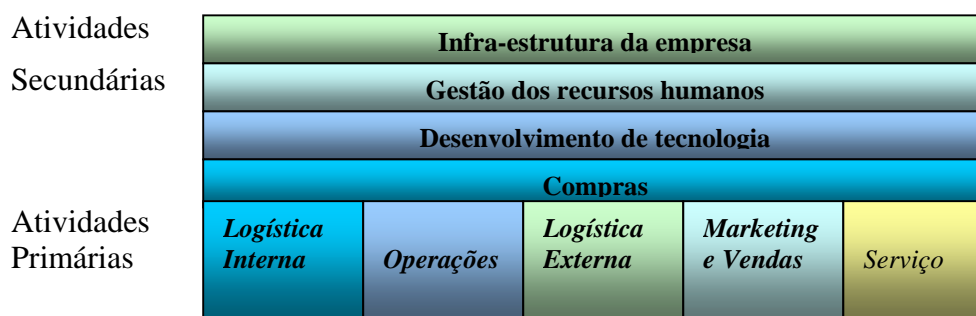 Atividades
Infra-estrutura da empresa
Secundárias
Gestão dos recursos humanos
Desenvolvimento de tecnologia
Compras
Atividades
Primárias
Logística
Interna
Operações
Logística
Externa
Marketing
e Vendas
Serviço